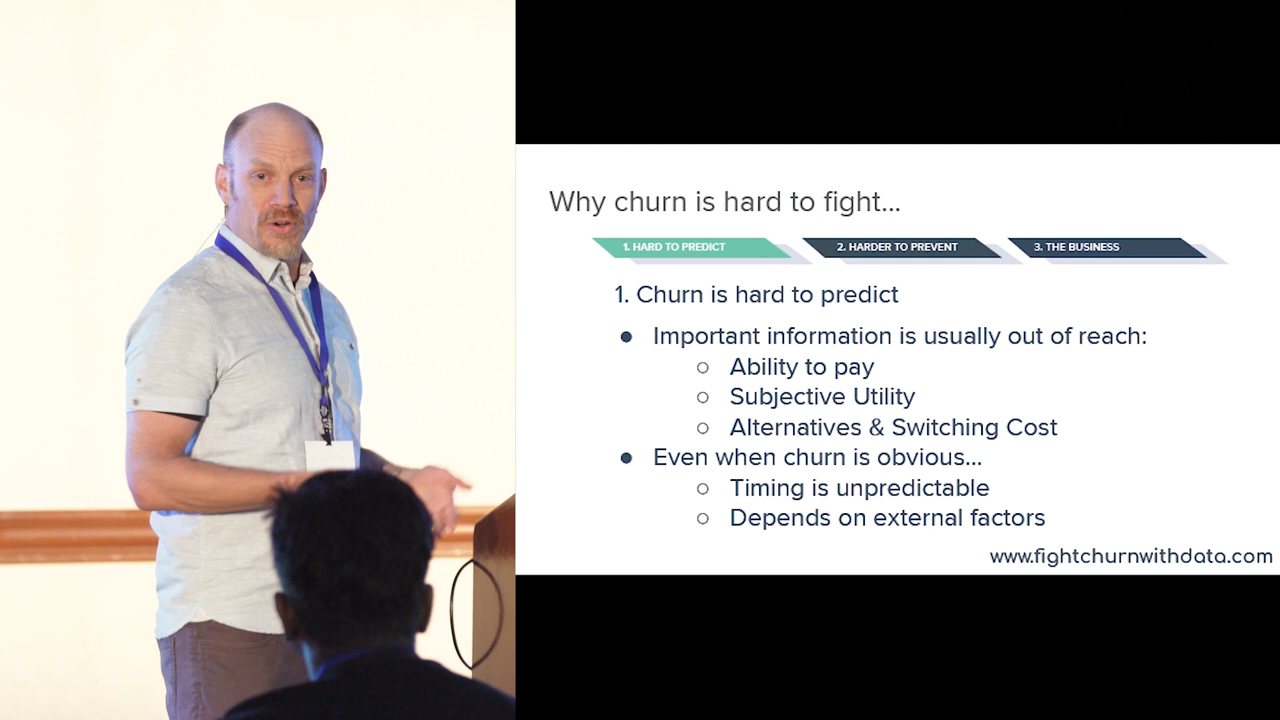 Why churn is hard to fight...
1. HARD TO PREDICT
2. HARDER TO PREVENT
3. THE BUSINESS
1. Churn is hard to predict
● Important information is usually out of reach:
○ Ability to pay
○ Subjective Utility
○ Alternatives & Switching Cost
● Even when churn is obvious...
○ Timing is unpredictable
○ Depends on external factors
www.fightchurnwithdata.com